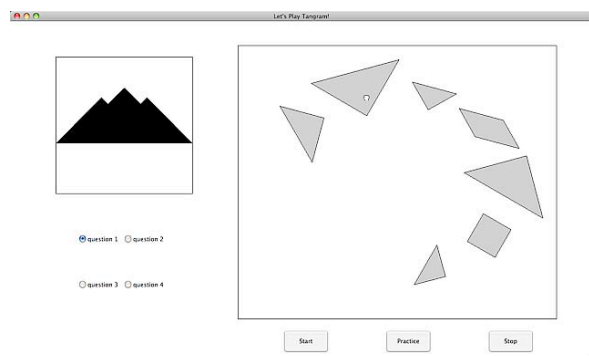 Let's Play Tangram!
question 1 question 2
question 3 question 4
Start Practice Stop